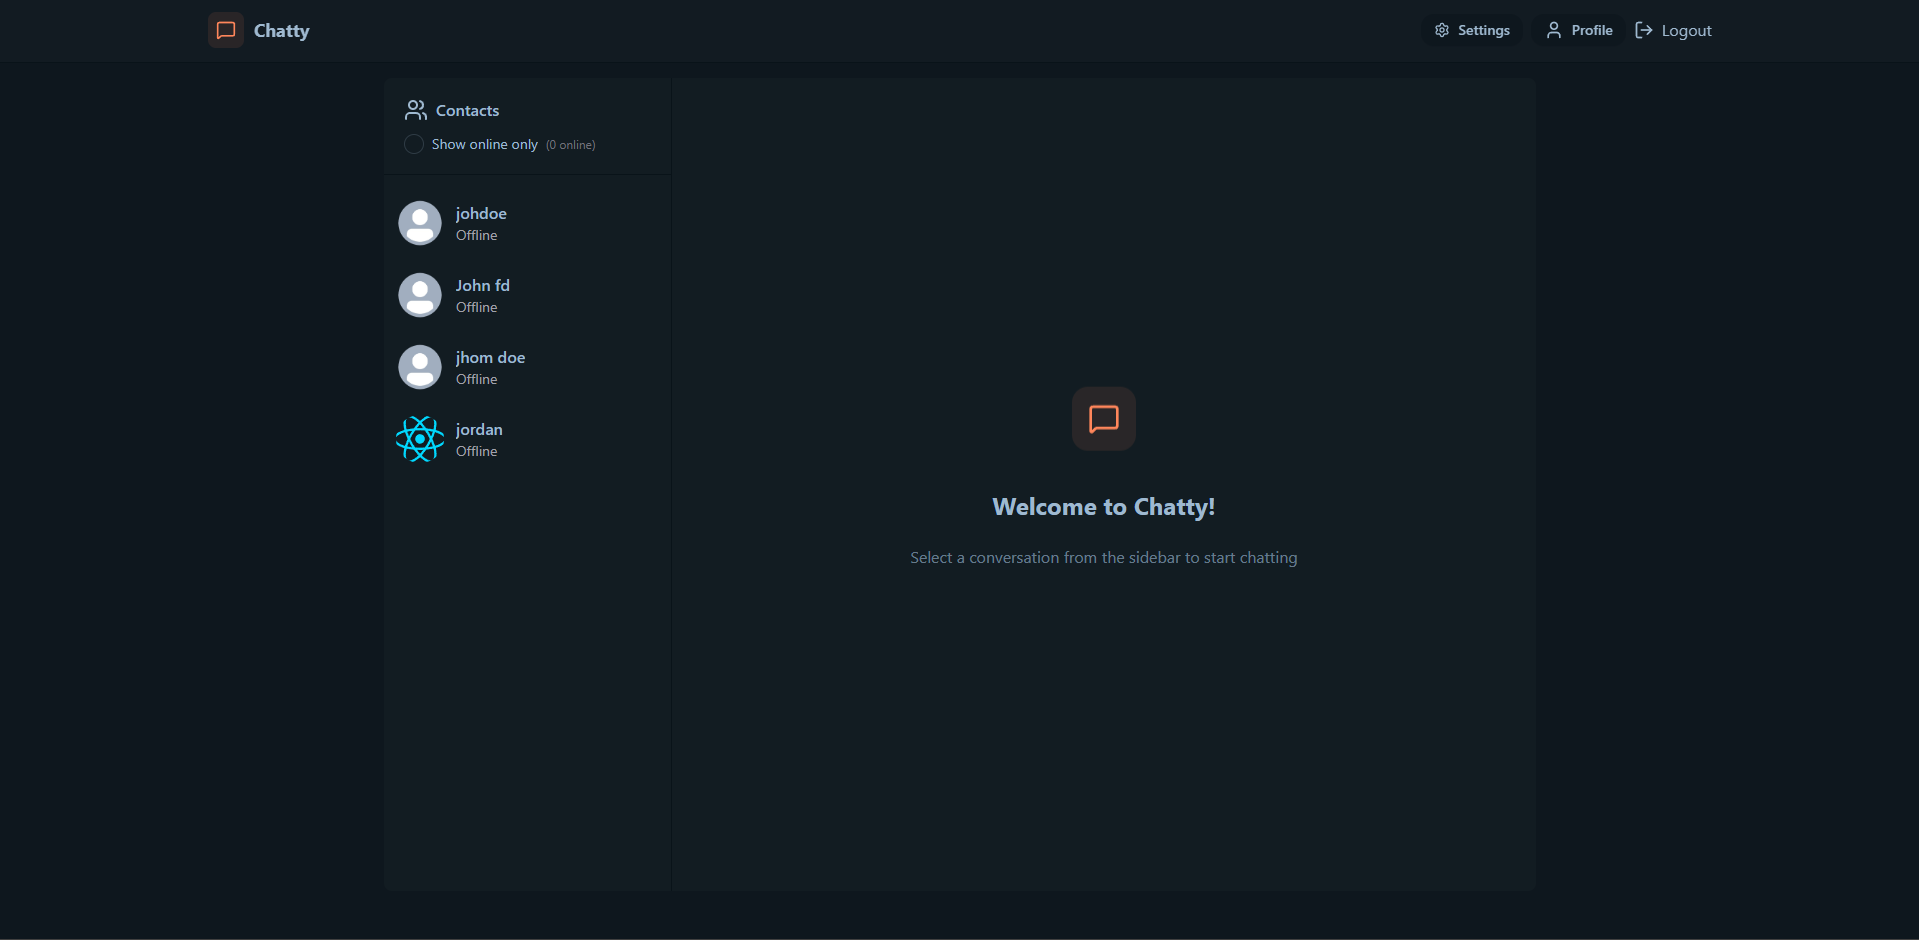 Chatty
Settings
Profile
Logout
Contacts
Show online only (0 online)
johdoe
Offline
John fd
Offline
jhom doe
Offline
jordan
Offline
Welcome to Chatty!
Select a conversation from the sidebar to start chatting